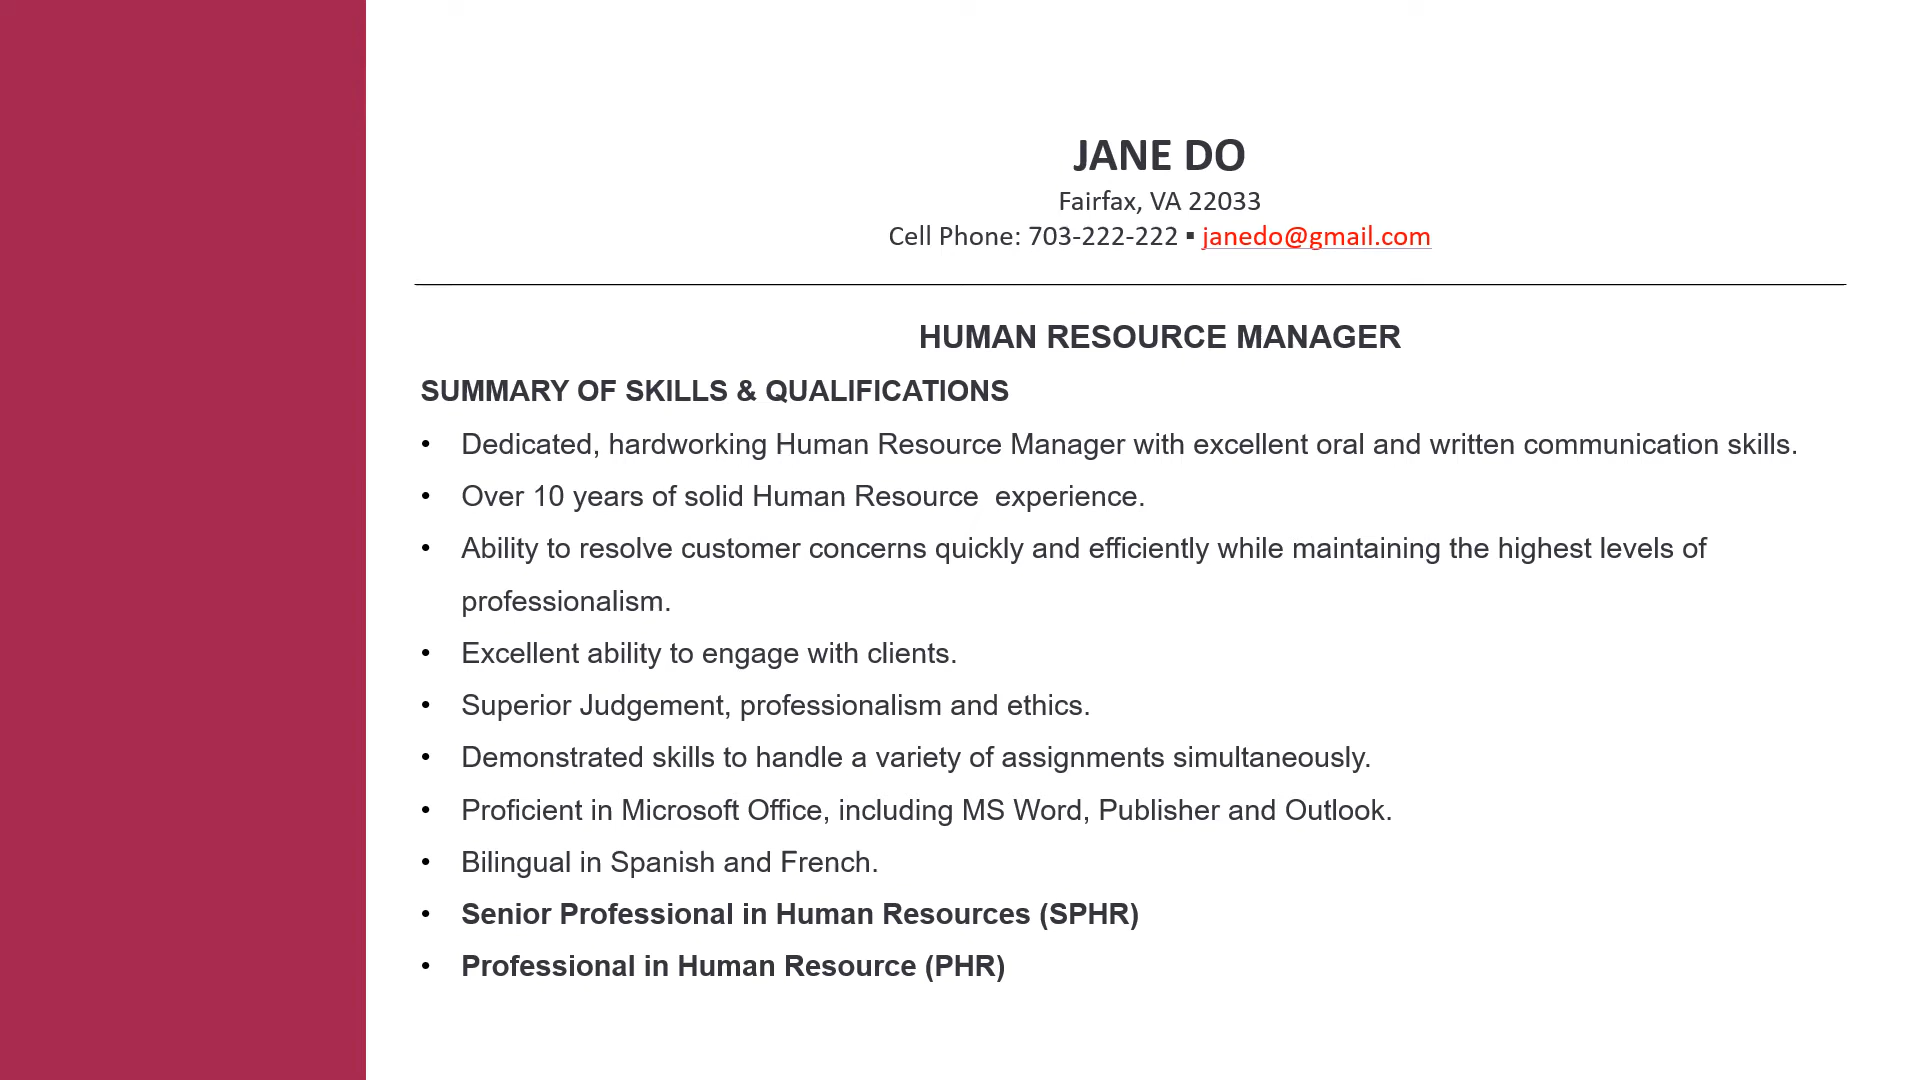 JANE DO
Fairfax, VA 22033
Cell Phone: 703-222-222 ▪ janedo@gmail.com
HUMAN RESOURCE MANAGER
SUMMARY OF SKILLS & QUALIFICATIONS
• Dedicated, hardworking Human Resource Manager with excellent oral and written communication skills.
• Over 10 years of solid Human Resource  experience.
• Ability to resolve customer concerns quickly and efficiently while maintaining the highest levels of
professionalism.
• Excellent ability to engage with clients.
• Superior Judgement, professionalism and ethics.
• Demonstrated skills to handle a variety of assignments simultaneously.
• Proficient in Microsoft Office, including MS Word, Publisher and Outlook.
• Bilingual in Spanish and French.
• Senior Professional in Human Resources (SPHR)
• Professional in Human Resource (PHR)